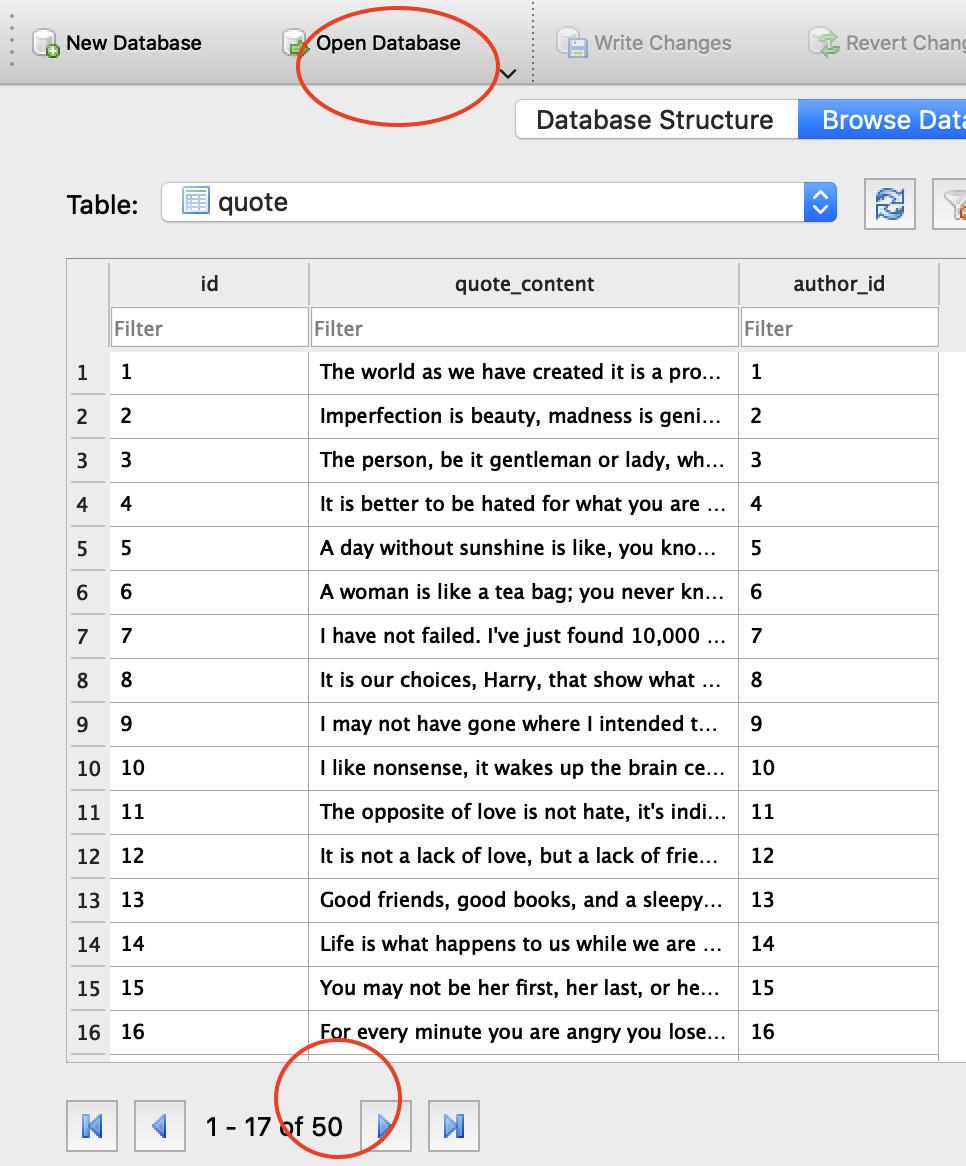 New Database Open Database Write Changes Revert Chang
Database Structure Browse Data
Table: quote
id quote_content author_id
Filter Filter Filter
1 1 The world as we have created it is a pro... 1
2 2 Imperfection is beauty, madness is geni... 2
3 3 The person, be it gentleman or lady, wh... 3
4 4 It is better to be hated for what you are ... 4
5 5 A day without sunshine is like, you kno... 5
6 6 A woman is like a tea bag; you never kn... 6
7 7 I have not failed. I've just found 10,000 ... 7
8 8 It is our choices, Harry, that show what ... 8
9 9 I may not have gone where I intended t... 9
10 10 I like nonsense, it wakes up the brain ce... 10
11 11 The opposite of love is not hate, it's indi... 11
12 12 It is not a lack of love, but a lack of frie... 12
13 13 Good friends, good books, and a sleepy... 13
14 14 Life is what happens to us while we are ... 14
15 15 You may not be her first, her last, or he... 15
16 16 For every minute you are angry you lose... 16
1 - 17 of 50